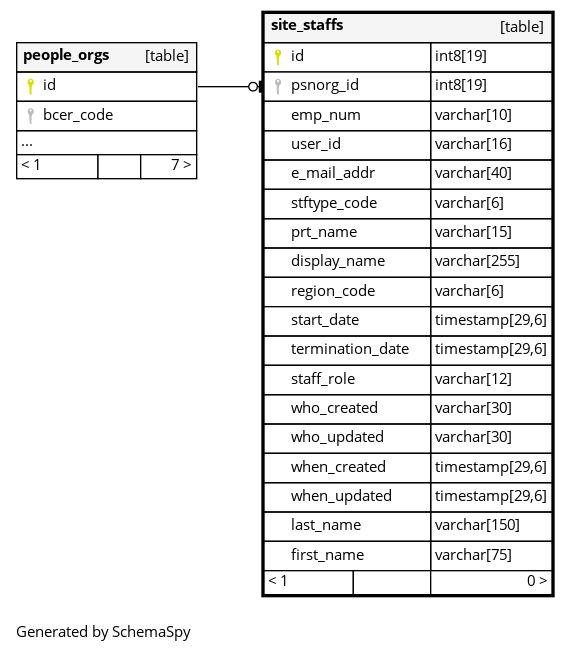 people_orgs [table]
id
bcer_code
...
< 1 7 >
site_staffs [table]
id int8[19]
psnorg_id int8[19]
emp_num varchar[10]
user_id varchar[16]
e_mail_addr varchar[40]
stftype_code varchar[6]
prt_name varchar[15]
display_name varchar[255]
region_code varchar[6]
start_date timestamp[29,6]
termination_date timestamp[29,6]
staff_role varchar[12]
who_created varchar[30]
who_updated varchar[30]
when_created timestamp[29,6]
when_updated timestamp[29,6]
last_name varchar[150]
first_name varchar[75]
< 1 0 >
Generated by SchemaSpy